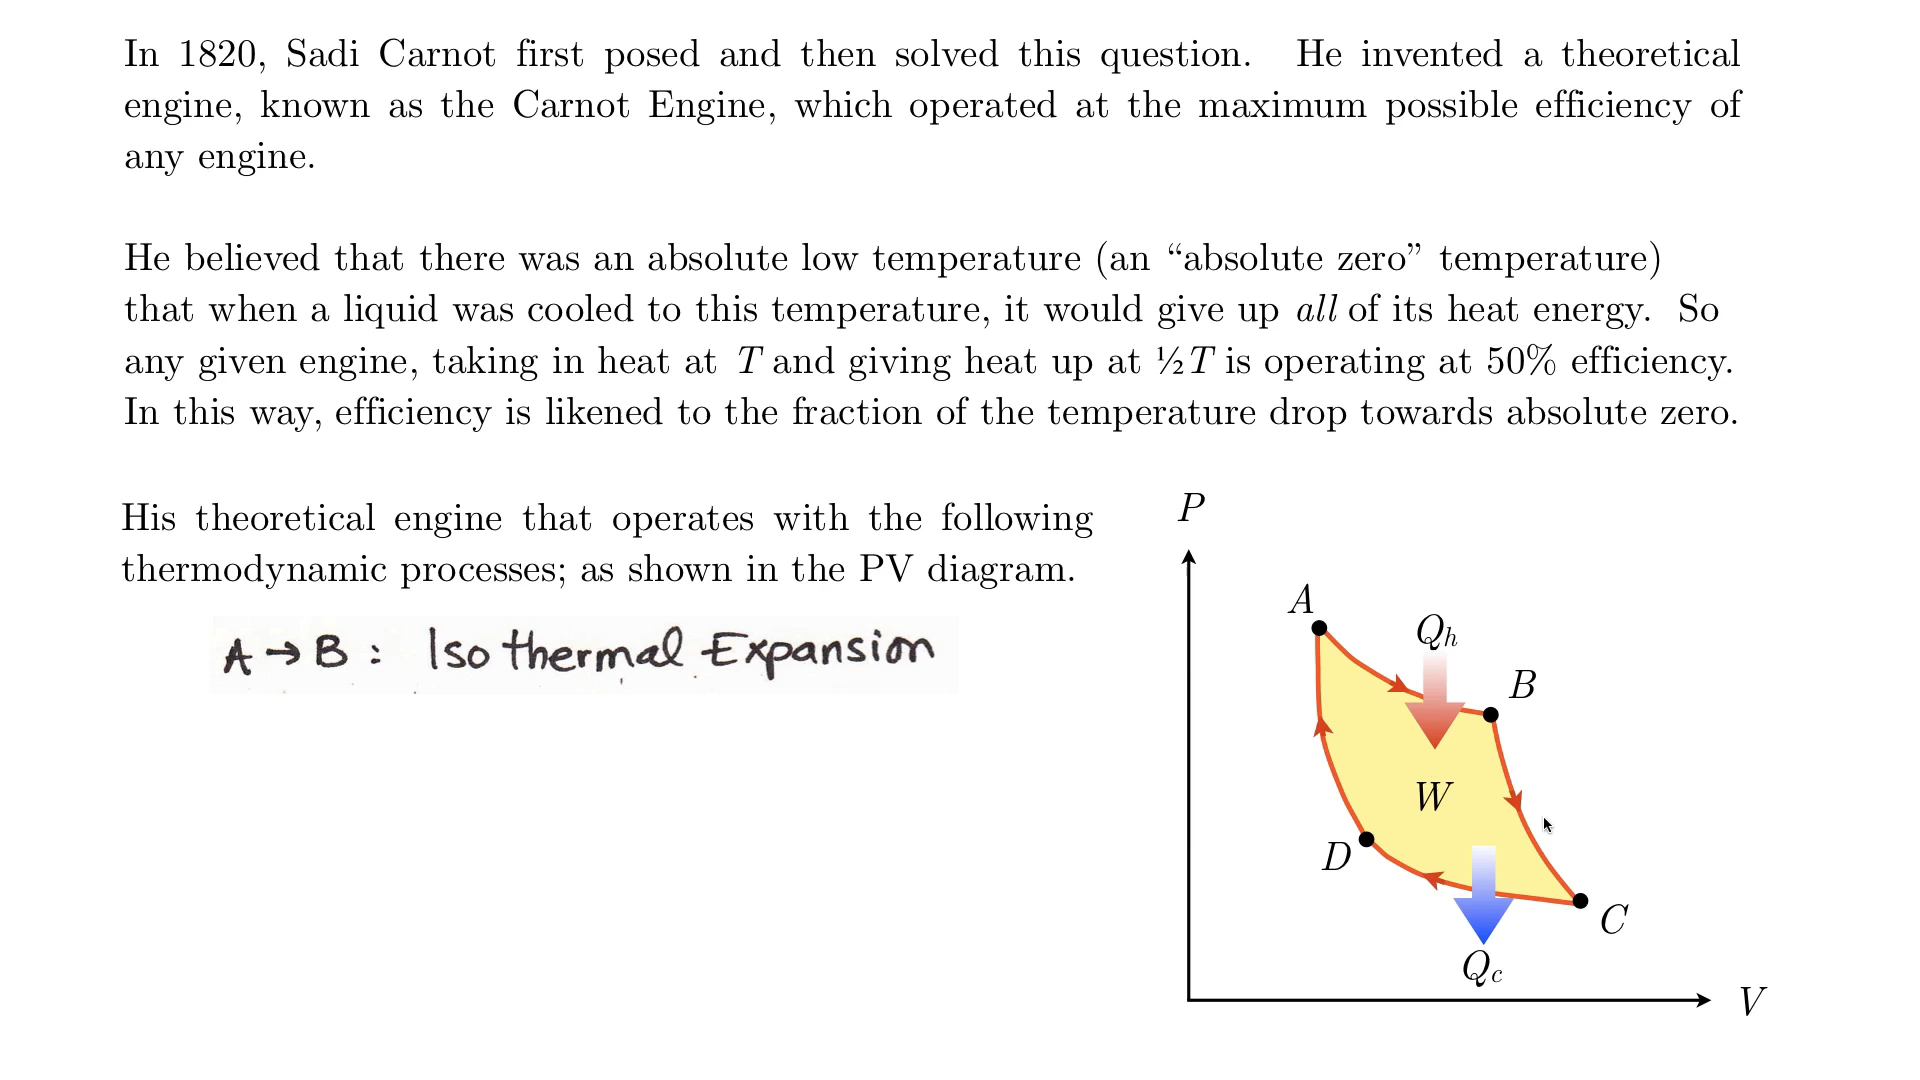 In 1820, Sadi Carnot first posed and then solved this question. He invented a theoretical
engine, known as the Carnot Engine, which operated at the maximum possible efficiency of
any engine.
He believed that there was an absolute low temperature (an “absolute zero” temperature)
that when a liquid was cooled to this temperature, it would give up all of its heat energy. So
any given engine, taking in heat at T and giving heat up at ½T is operating at 50% efficiency.
In this way, efficiency is likened to the fraction of the temperature drop towards absolute zero.
His theoretical engine that operates with the following
thermodynamic processes; as shown in the PV diagram.
A → B : Isothermal Expansion
P
A
Qh
B
W
D
C
Qc
V